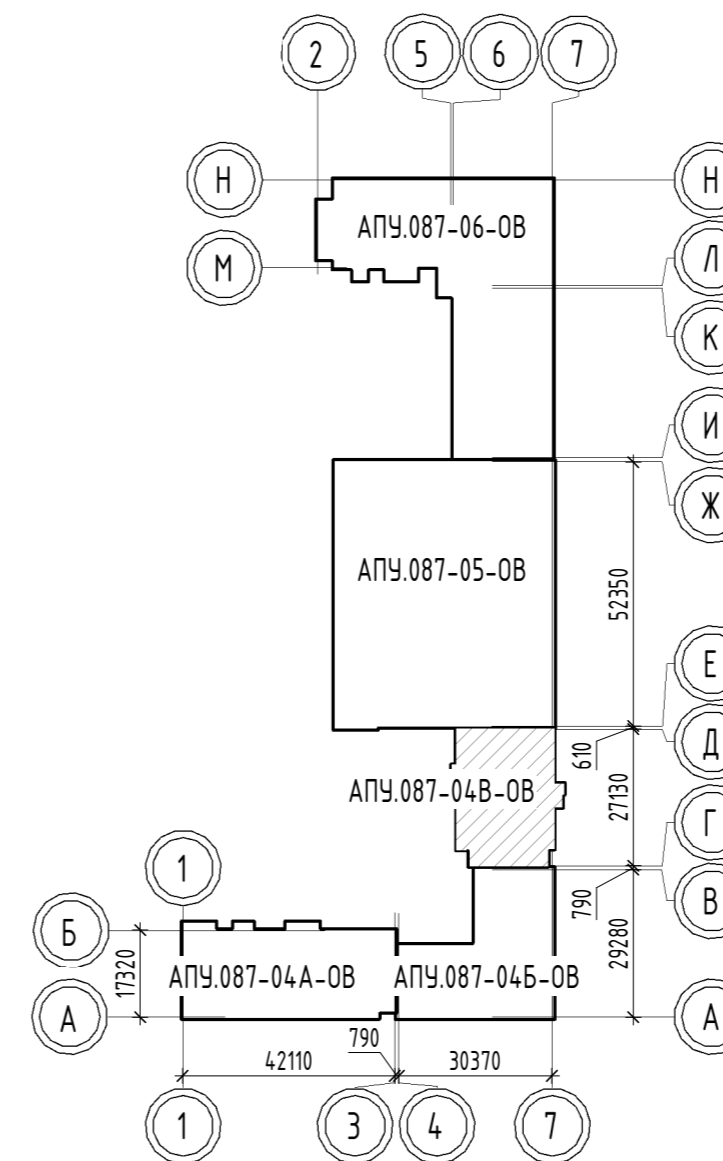 2
5
6
7
Н
Н
АПУ.087-06-ОВ
М
Л
К
И
Ж
АПУ.087-05-ОВ
52350
Е
Д
610
АПУ.087-04В-ОВ
27130
Г
1
В
790
Б
17320
АПУ.087-04А-ОВ
АПУ.087-04Б-ОВ
29280
А
А
790
42110
30370
1
3
4
7